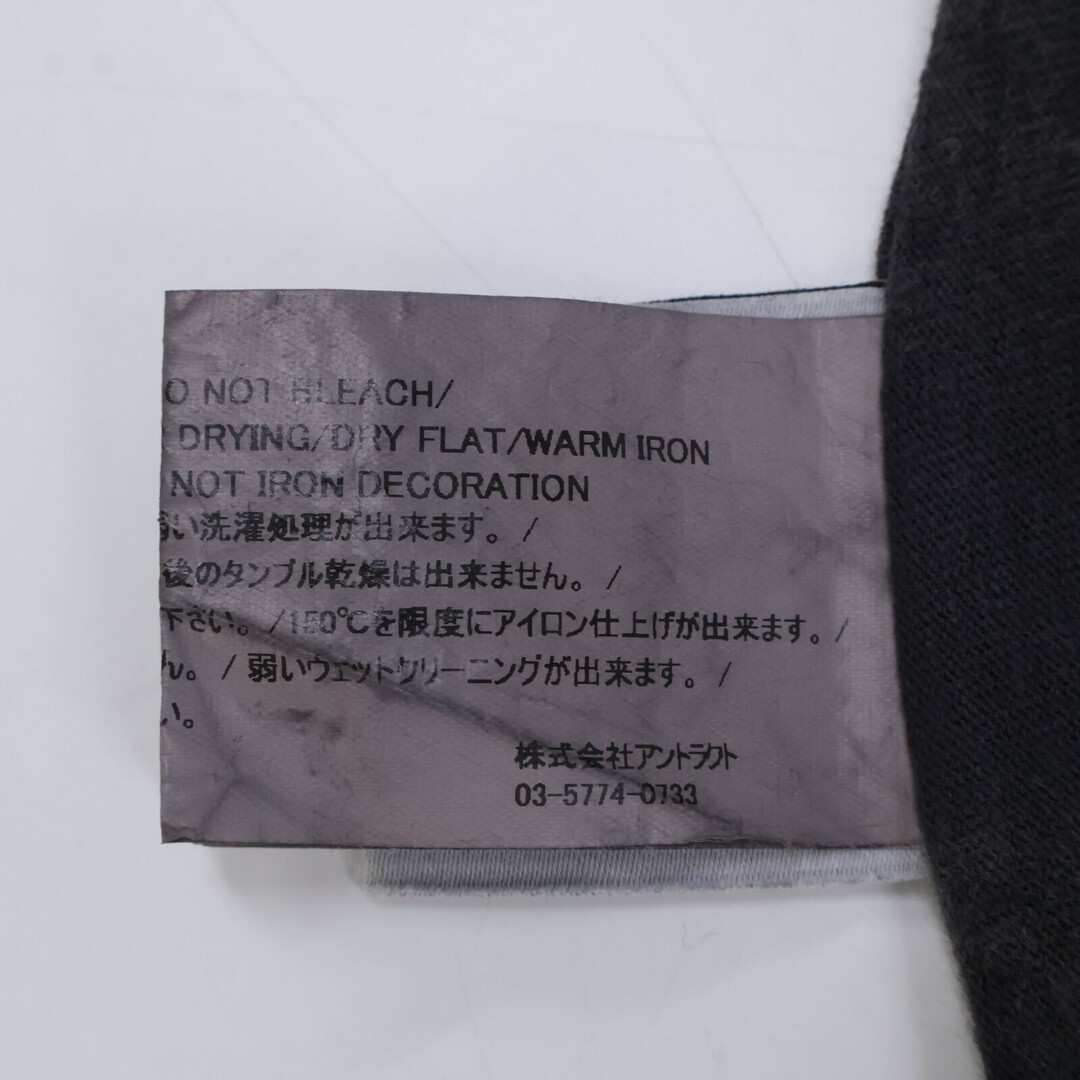 O NOT BLEACH/
DRYING/DRY FLAT/WARM IRON
NOT IRON DECORATION
弱い洗濯処理が出来ます。/
後のタンブル乾燥は出来ません。/
下さい。/150℃を限度にアイロン仕上げが出来ます。/
ん。/ 弱いウェットクリーニングが出来ます。/
い。
株式会社アントラクト
03-5774-0733